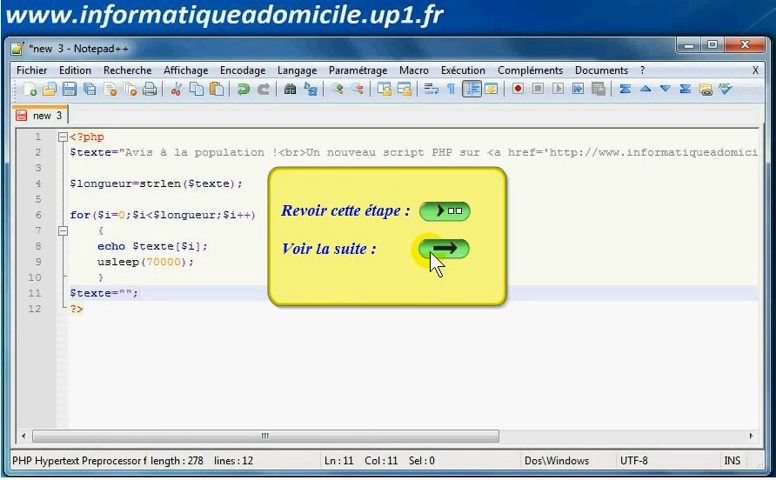 www.informatiqueadomicile.up1.fr
*new 3 - Notepad++
Fichier Edition Recherche Affichage Encodage Langage Paramétrage Macro Exécution Compléments Documents ? X
new 3
1 <?php
2 $texte="Avis à la population !<br>Un nouveau script PHP sur <a href='http://www.informatiqueadomici
3
4 $longueur=strlen($texte);
5
6 for($i=0;$i<$longueur;$i++)
7 {
8 echo $texte[$i];
9 usleep(70000);
10 }
11 $texte="";
12 ?>
Revoir cette étape :
Voir la suite :
PHP Hypertext Preprocessor f length : 278 lines : 12 Ln : 11 Col : 11 Sel : 0 Dos\Windows UTF-8 INS